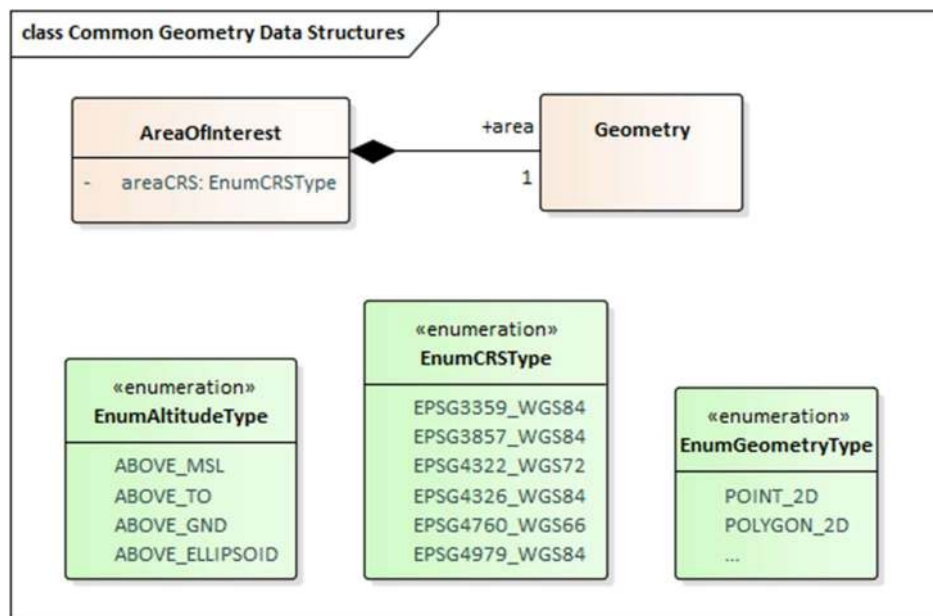 class Common Geometry Data Structures
AreaOfInterest
- areaCRS: EnumCRSType
+area
1
Geometry
«enumeration»
EnumAltitudeType
ABOVE_MSL
ABOVE_TO
ABOVE_GND
ABOVE_ELLIPSOID
«enumeration»
EnumCRSType
EPSG3359_WGS84
EPSG3857_WGS84
EPSG4322_WGS72
EPSG4326_WGS84
EPSG4760_WGS66
EPSG4979_WGS84
«enumeration»
EnumGeometryType
POINT_2D
POLYGON_2D
...